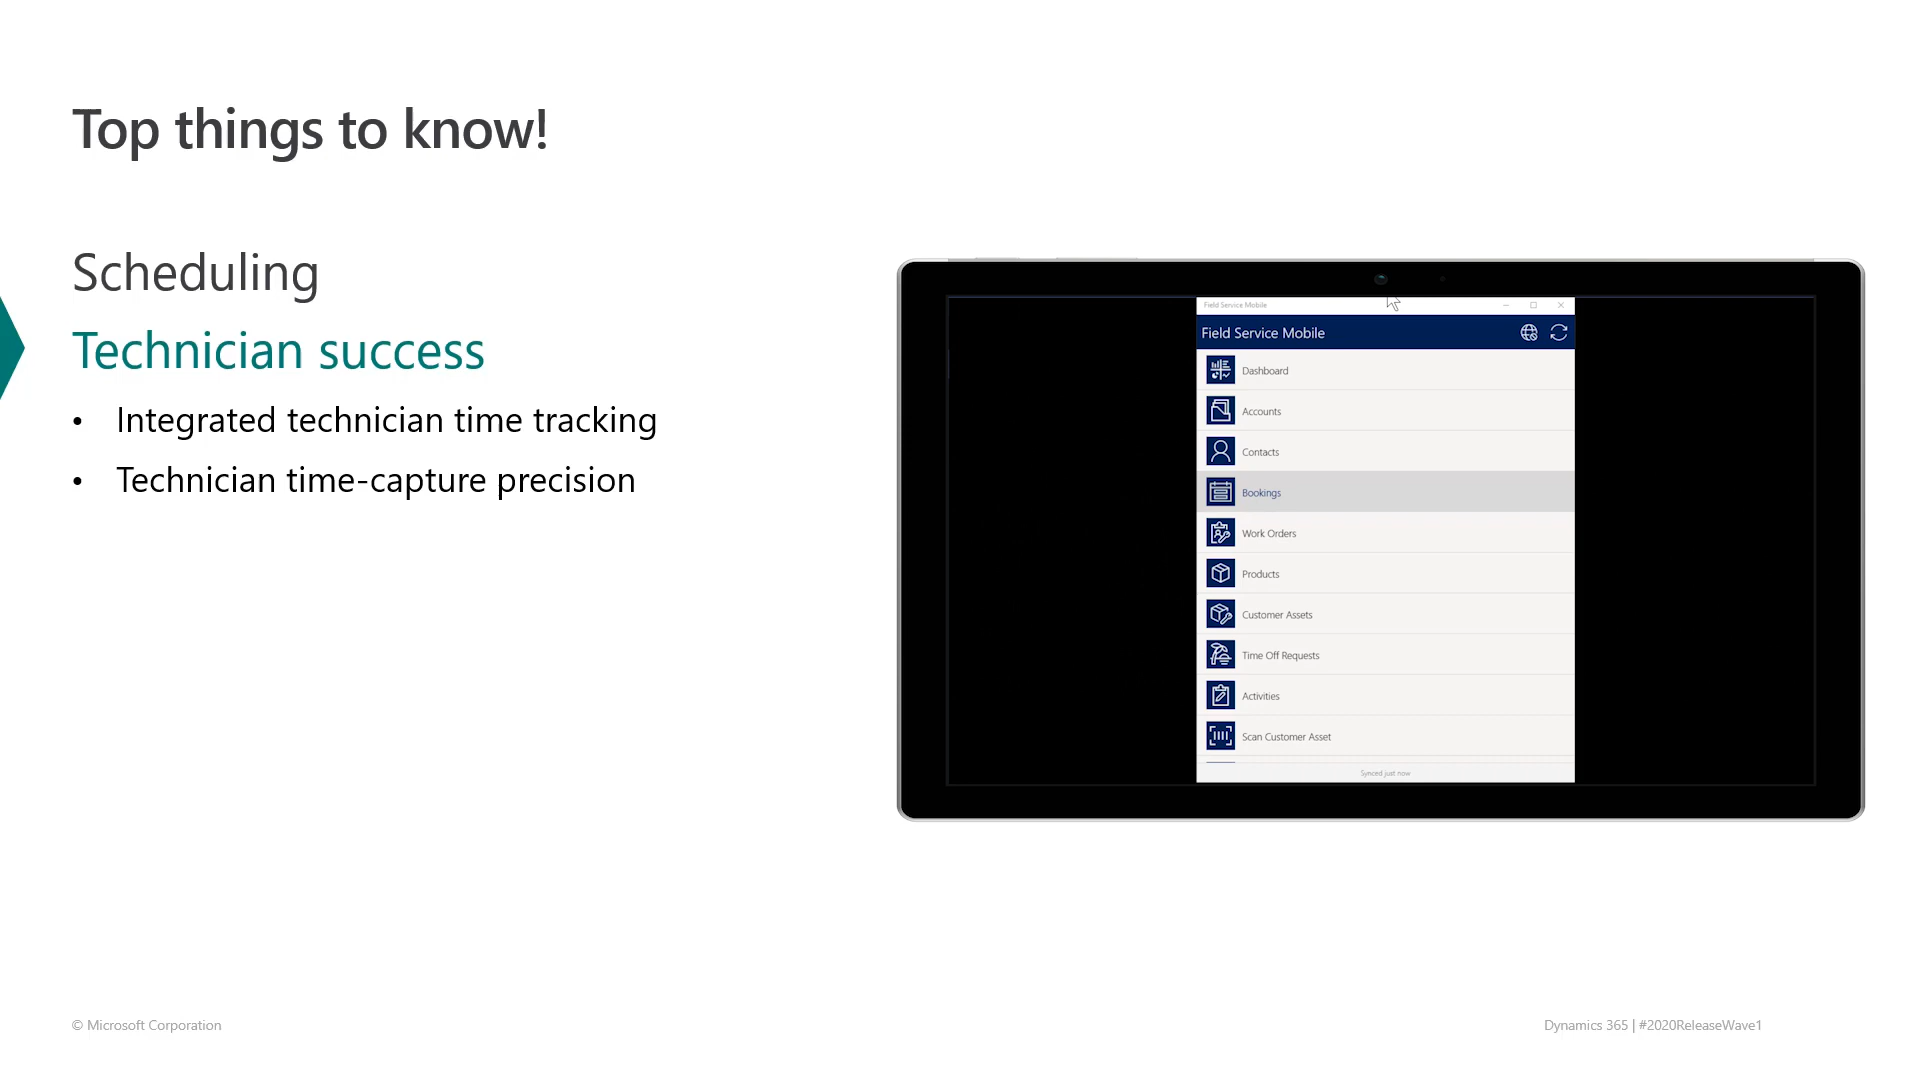 Top things to know!
Scheduling
Technician success
• Integrated technician time tracking
• Technician time-capture precision
Field Service Mobile
Field Service Mobile
Dashboard
Accounts
Contacts
Bookings
Work Orders
Products
Customer Assets
Time Off Requests
Activities
Scan Customer Asset
Synced just now
© Microsoft Corporation
Dynamics 365 | #2020ReleaseWave1